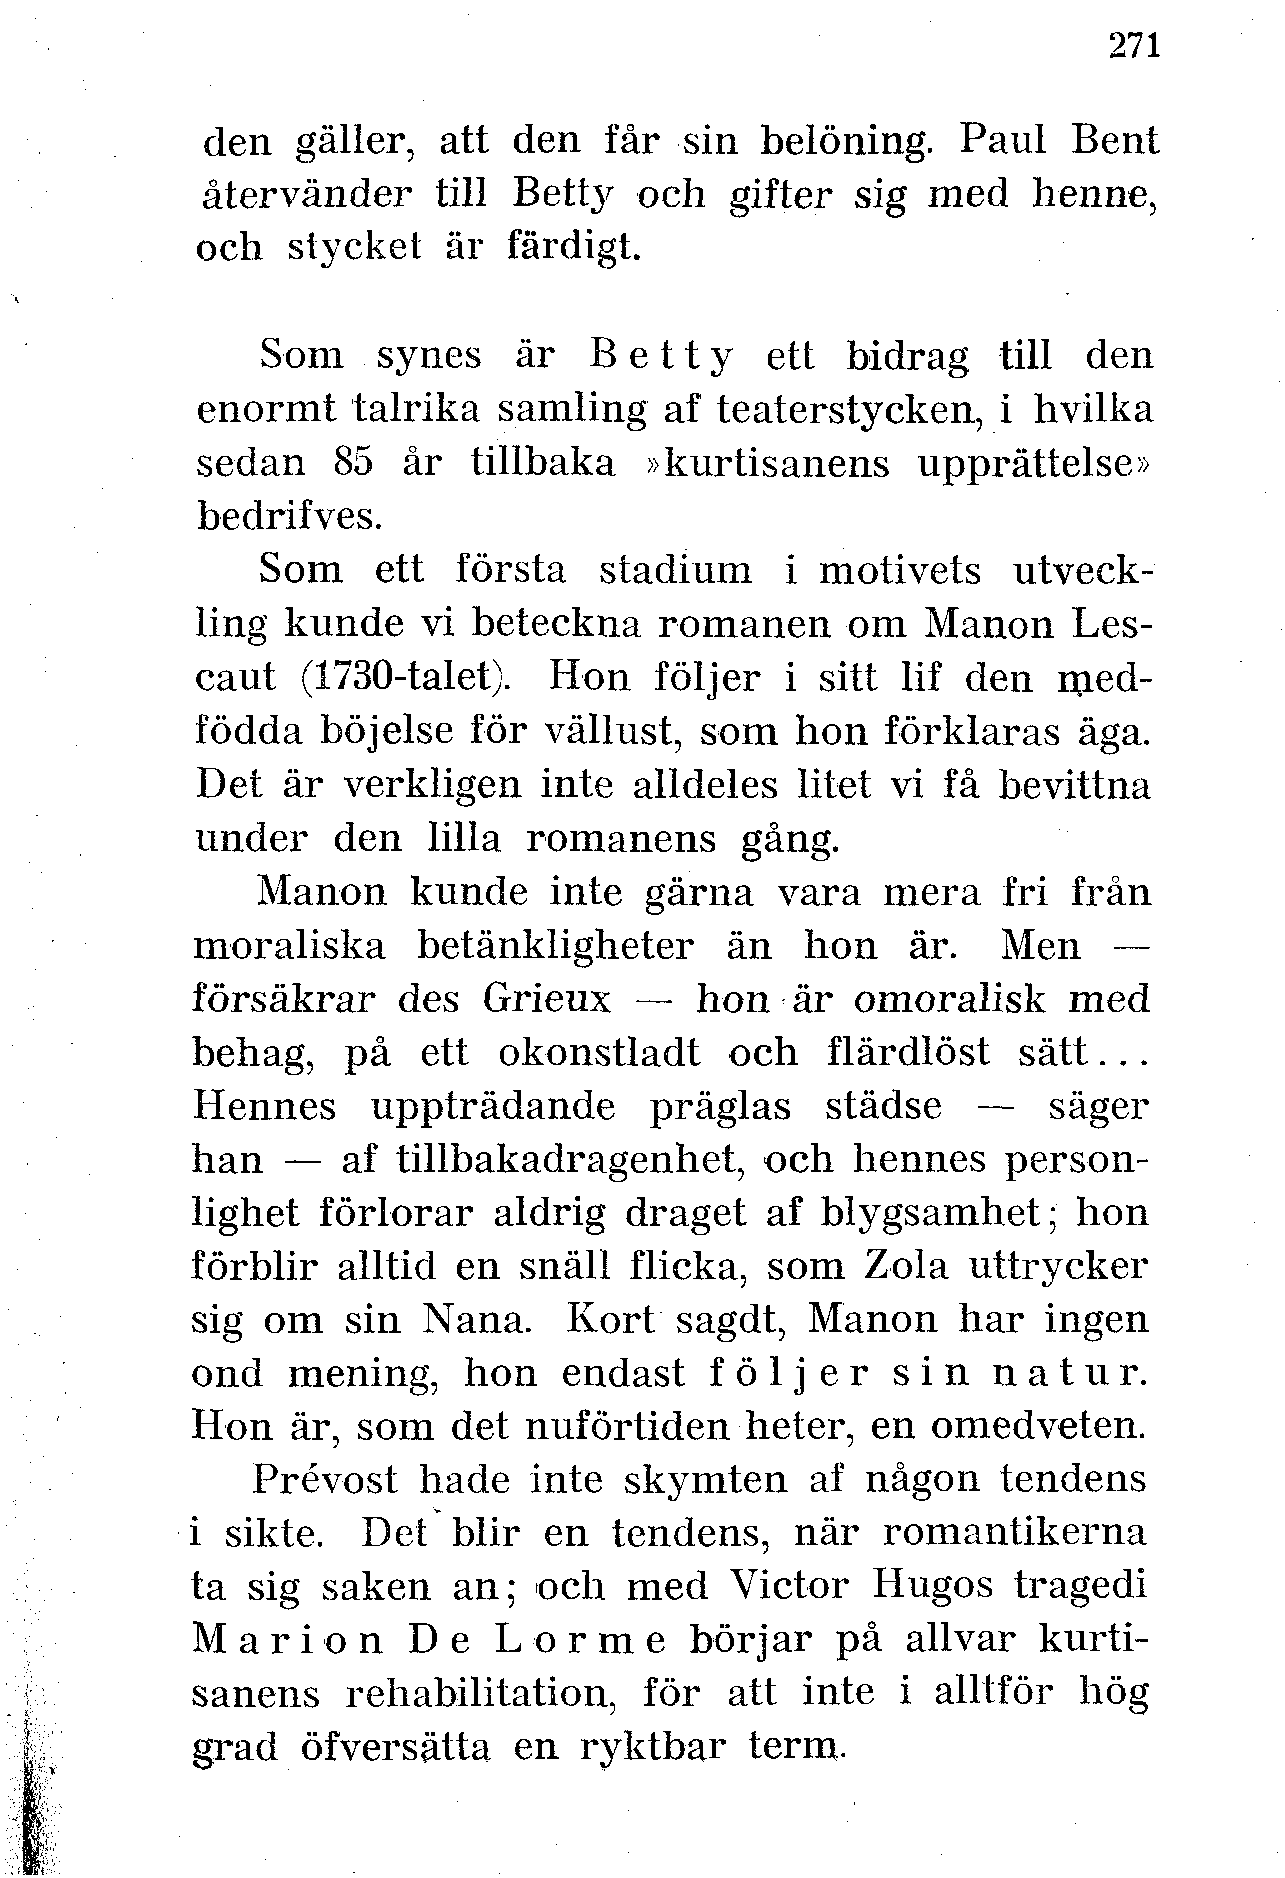 271
den gäller, att den får sin belöning. Paul Bent
återvänder till Betty och gifter sig med henne,
och stycket är färdigt.
Som synes är Betty ett bidrag till den
enormt talrika samling af teaterstycken, i hvilka
sedan 85 år tillbaka »kurtisanens upprättelse»
bedrifves.
Som ett första stadium i motivets utveck-
ling kunde vi beteckna romanen om Manon Les-
caut (1730-talet). Hon följer i sitt lif den med-
födda böjelse för vällust, som hon förklaras äga.
Det är verkligen inte alldeles litet vi få bevittna
under den lilla romanens gång.
Manon kunde inte gärna vara mera fri från
moraliska betänkligheter än hon är. Men —
försäkrar des Grieux — hon är omoralisk med
behag, på ett okonstladt och flärdlöst sätt...
Hennes uppträdande präglas städse — säger
han — af tillbakadragenhet, och hennes person-
lighet förlorar aldrig draget af blygsamhet; hon
förblir alltid en snäll flicka, som Zola uttrycker
sig om sin Nana. Kort sagdt, Manon har ingen
ond mening, hon endast följer sin natur.
Hon är, som det nuförtiden heter, en omedveten.
Prévost hade inte skymten af någon tendens
i sikte. Det blir en tendens, när romantikerna
ta sig saken an; och med Victor Hugos tragedi
Marion De Lorme börjar på allvar kurti-
sanens rehabilitation, för att inte i alltför hög
grad öfversätta en ryktbar term.